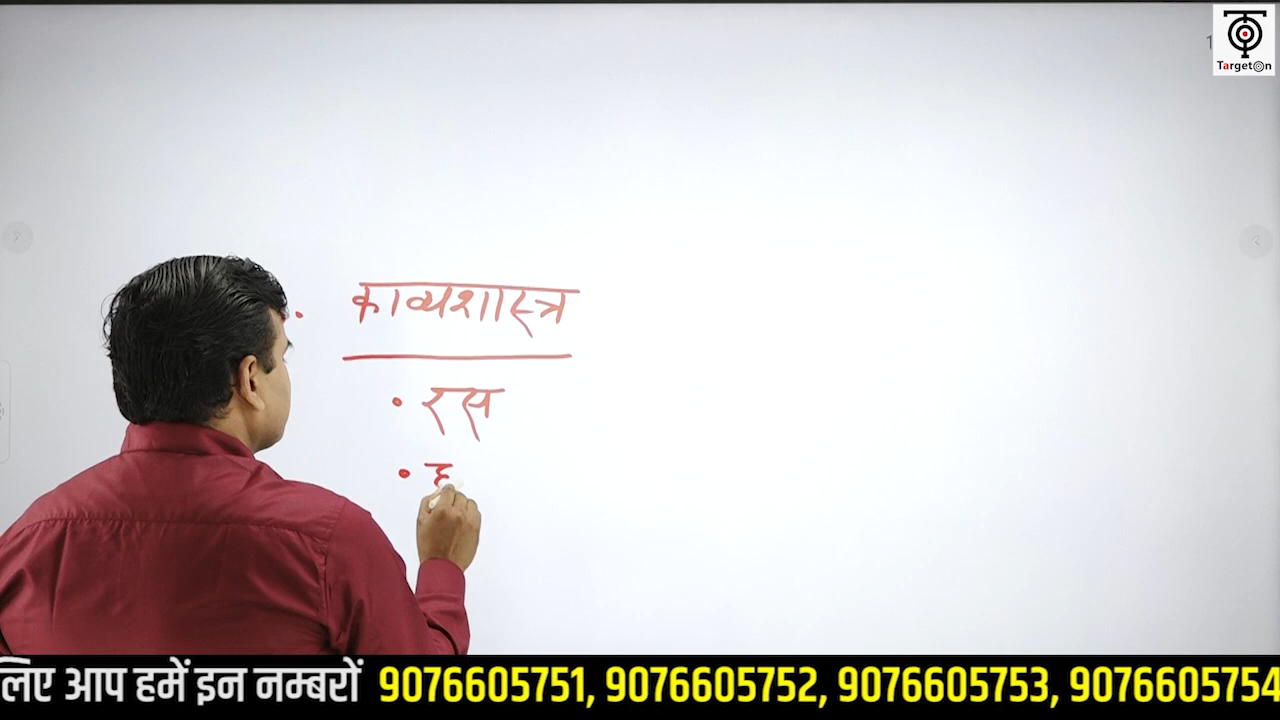 TargetOn
काव्यशास्त्र
• रस
•
लिए आप हमें इन नम्बरों 9076605751, 9076605752, 9076605753, 9076605754